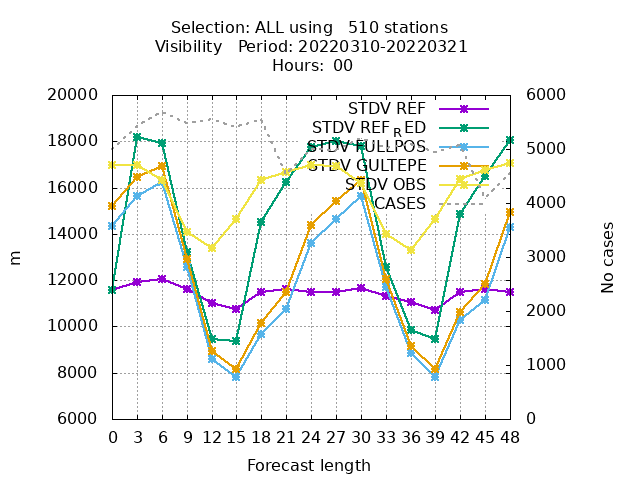 Selection: ALL using   510 stations
Visibility   Period: 20220310-20220321
Hours:  00
20000
18000
16000
14000
12000
10000
8000
6000
m
6000
5000
4000
3000
2000
1000
0
No cases
STDV REF
STDV REF_RED
STDV FULLPOS
STDV GULTEPE
STDV OBS
CASES
0 3 6 9 12 15 18 21 24 27 30 33 36 39 42 45 48
Forecast length